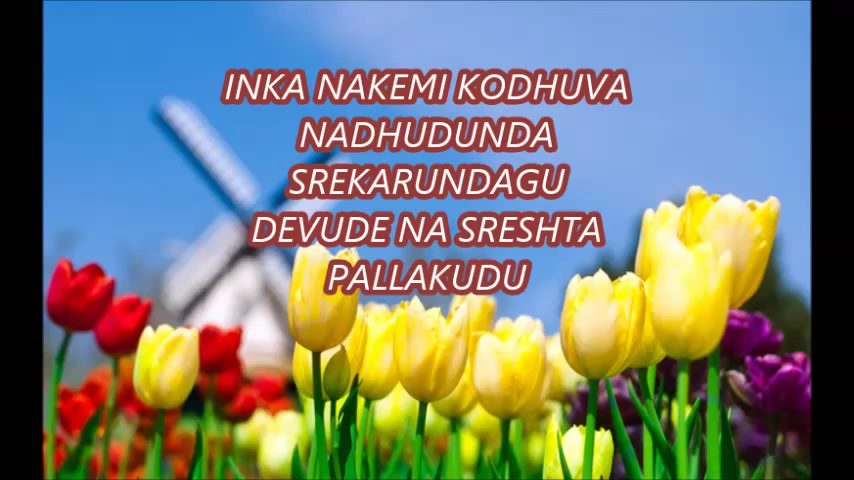 INKA NAKEMI KODHUVA
NADHUDUNDA
SREKARUNDAGU
DEVUDE NA SRESHTA
PALLAKUDU